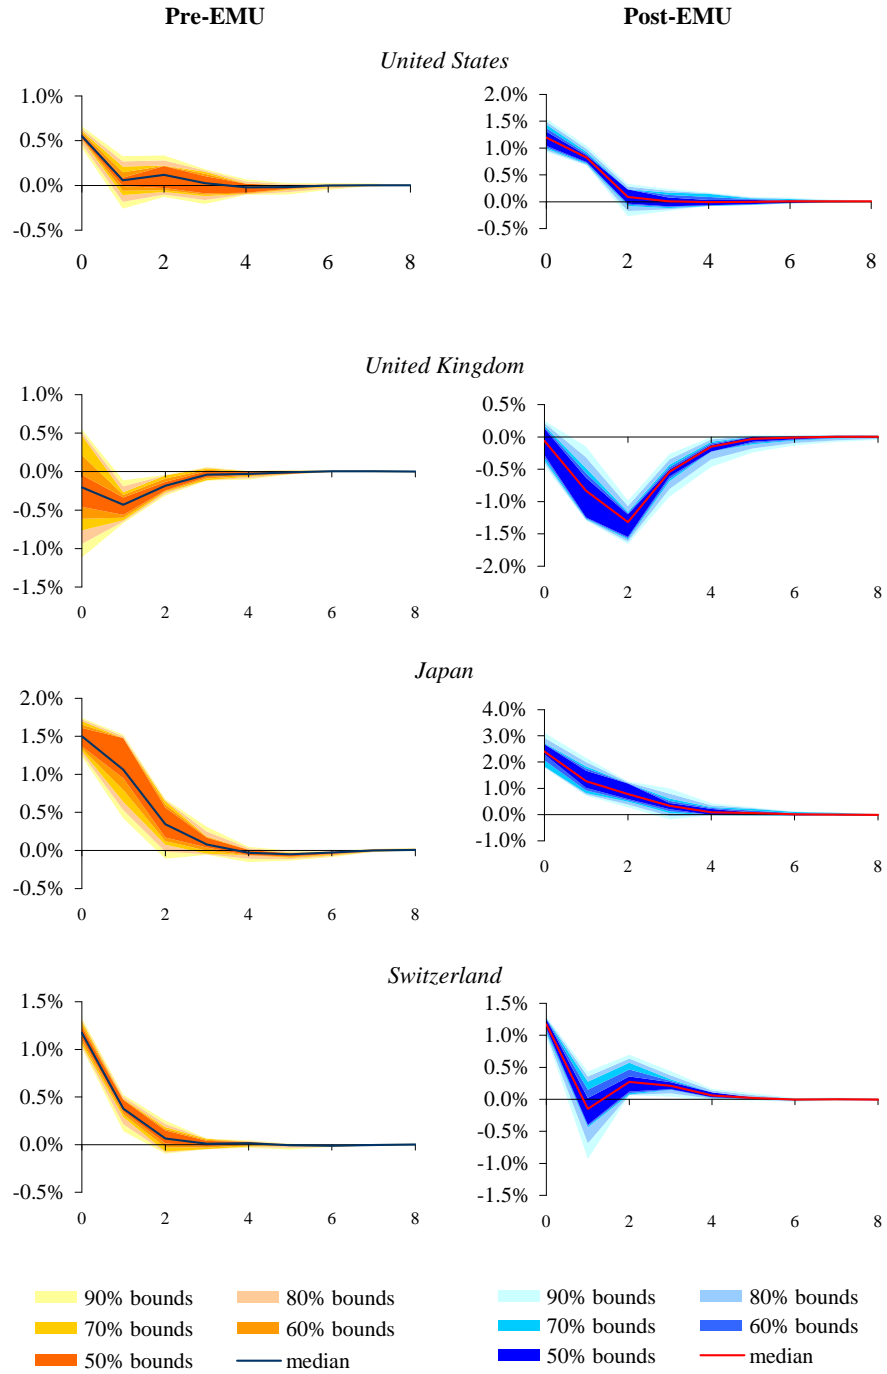 Pre-EMU Post-EMU
United States
1.0%
0.5%
0.0%
-0.5%
0 2 4 6 8
2.0%
1.5%
1.0%
0.5%
0.0%
-0.5%
0 2 4 6 8
United Kingdom
1.0%
0.5%
0.0%
-0.5%
-1.0%
-1.5%
0 2 4 6 8
0.5%
0.0%
-0.5%
-1.0%
-1.5%
-2.0%
0 2 4 6 8
Japan
2.0%
1.5%
1.0%
0.5%
0.0%
-0.5%
0 2 4 6 8
4.0%
3.0%
2.0%
1.0%
0.0%
-1.0%
0 2 4 6 8
Switzerland
1.5%
1.0%
0.5%
0.0%
-0.5%
0 2 4 6 8
1.5%
1.0%
0.5%
0.0%
-0.5%
-1.0%
-1.5%
0 2 4 6 8
90% bounds 80% bounds
70% bounds 60% bounds
50% bounds median
90% bounds 80% bounds
70% bounds 60% bounds
50% bounds median